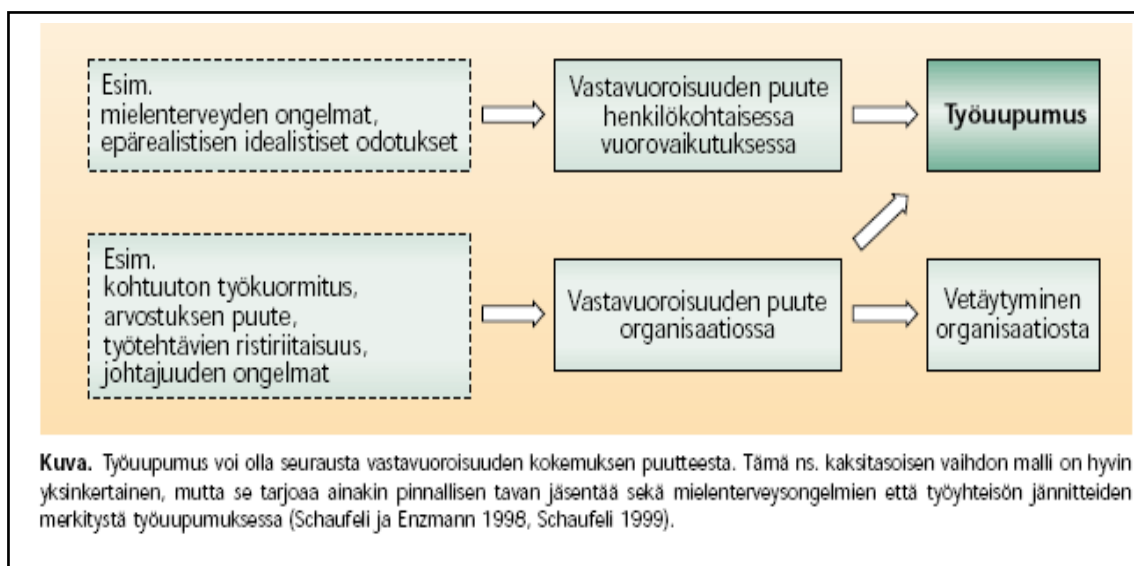 Esim.
mielenterveyden ongelmat,
epärealistisen idealistiset odotukset
Vastavuoroisuuden puute
henkilökohtaisessa
vuorovaikutuksessa
Työuupumus
Esim.
kohtuuton työkuormitus,
arvostuksen puute,
työtehtävien ristiriitaisuus,
johtajuuden ongelmat
Vastavuoroisuuden puute
organisaatiossa
Vetäytyminen
organisaatiosta
Kuva. Työuupumus voi olla seurausta vastavuoroisuuden kokemuksen puutteesta. Tämä ns. kaksitasoisen vaihdon malli on hyvin
yksinkertainen, mutta se tarjoaa ainakin pinnallisen tavan jäsentää sekä mielenterveysongelmien että työyhteisön jännitteiden
merkitystä työuupumuksessa (Schaufeli ja Enzmann 1998, Schaufeli 1999).